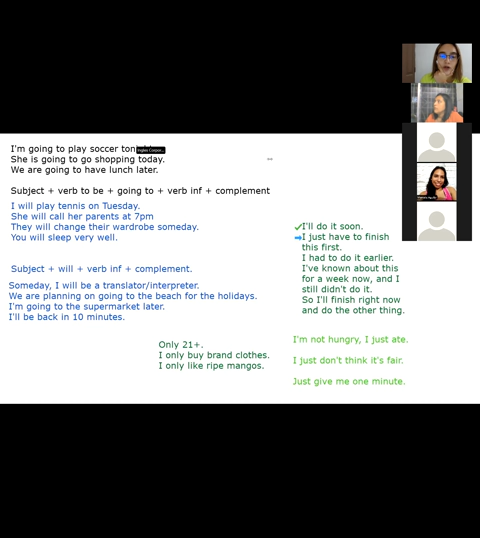 I'm going to play soccer
She is going to go shopping today.
We are going to have lunch later.
Subject + verb to be + going to + verb inf + complement
I will play tennis on Tuesday.
She will call her parents at 7pm
They will change their wardrobe someday.
You will sleep very well.
Subject + will + verb inf + complement.
Someday, I will be a translator/interpreter.
We are planning on going to the beach for the holidays.
I'm going to the supermarket later.
I'll be back in 10 minutes.
Only 21+.
I only buy brand clothes.
I only like ripe mangos.
I'll do it soon.
I just have to finish
this first.
I had to do it earlier.
I've known about this
for a week now, and I
still didn't do it.
So I'll finish right now
and do the other thing.
I'm not hungry, I just ate.
I just don't think it's fair.
Just give me one minute.